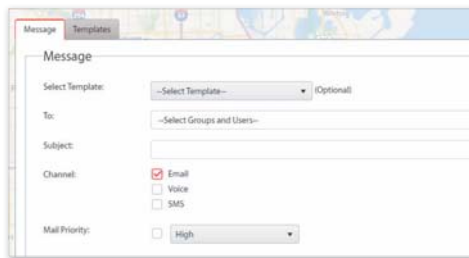 Message Templates
Message
Select Template: --Select Template-- (Optional)
To: --Select Groups and Users--
Subject:
Channel: Email
Voice
SMS
Mail Priority: High